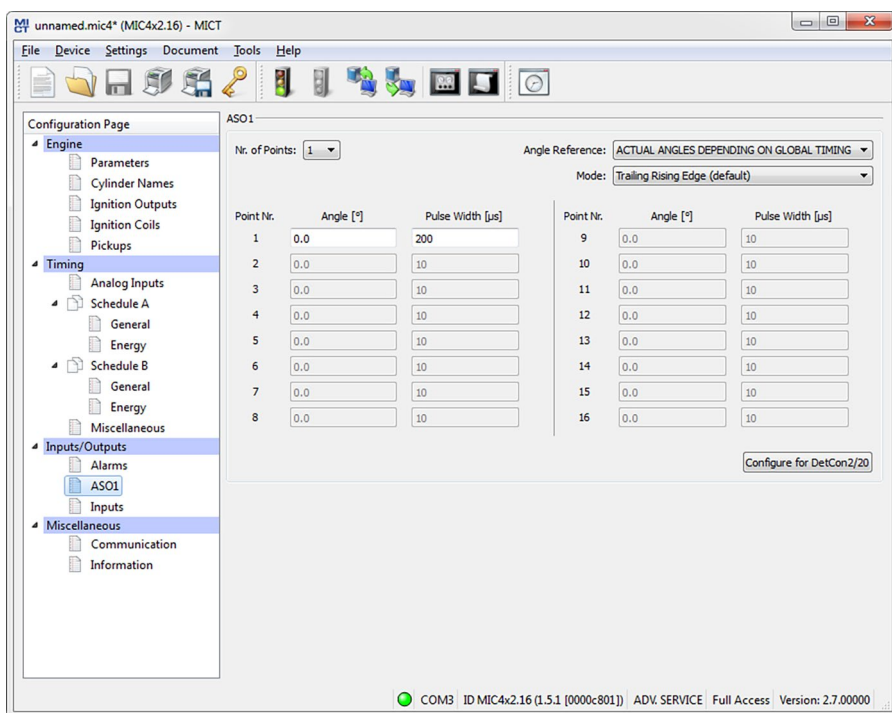 unnamed.mic4* (MIC4x2.16) - MICT
File Device Settings Document Tools Help
Configuration Page
Engine
Parameters
Cylinder Names
Ignition Outputs
Ignition Coils
Pickups
Timing
Analog Inputs
Schedule A
General
Energy
Schedule B
General
Energy
Miscellaneous
Inputs/Outputs
Alarms
ASO1
Inputs
Miscellaneous
Communication
Information
ASO1
Nr. of Points: 1
Angle Reference: ACTUAL ANGLES DEPENDING ON GLOBAL TIMING
Mode: Trailing Rising Edge (default)
Point Nr. Angle [°] Pulse Width [µs] Point Nr. Angle [°] Pulse Width [µs]
1 0.0 200 9 0.0 10
2 0.0 10 10 0.0 10
3 0.0 10 11 0.0 10
4 0.0 10 12 0.0 10
5 0.0 10 13 0.0 10
6 0.0 10 14 0.0 10
7 0.0 10 15 0.0 10
8 0.0 10 16 0.0 10
Configure for DetCon2/20
COM3 ID MIC4x2.16 (1.5.1 [0000c801]) ADV. SERVICE Full Access Version: 2.7.00000